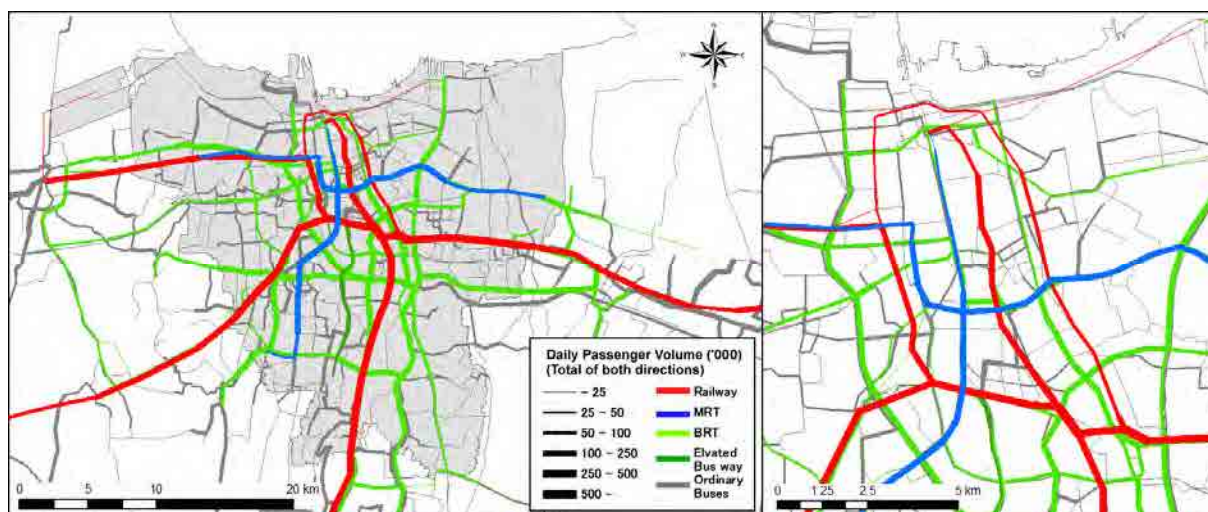 N
W
E
S
Daily Passenger Volume ('000)
(Total of both directions)
- 25
25 - 50
50 - 100
100 - 250
250 - 500
500 -
Railway
MRT
BRT
Elvated
Bus way
Ordinary
Buses
0 5 10 20 km
0 1.25 2.5 5 km